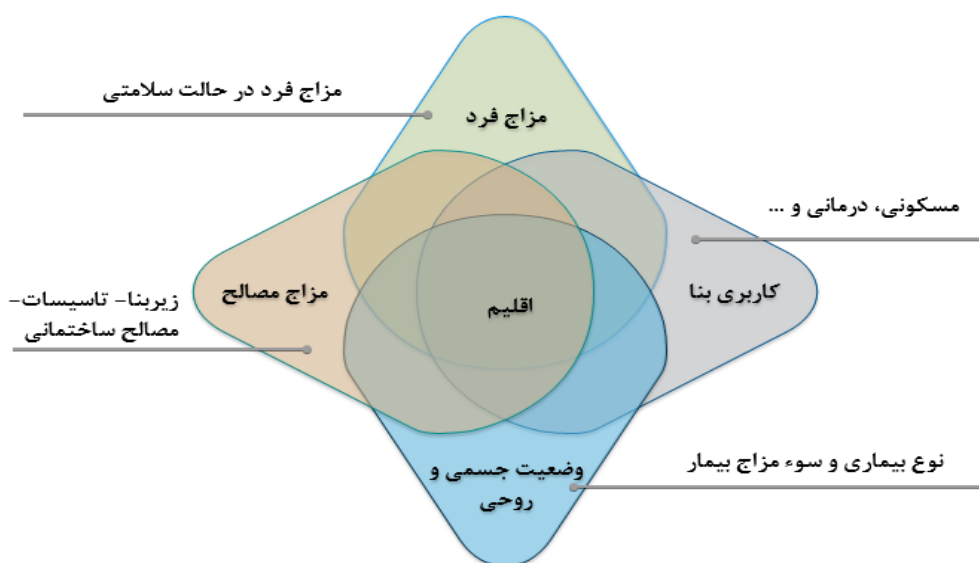 مزاج فرد در حالت سلامتی
مزاج فرد
مسکونی، درمانی و ...
کاربری بنا
مزاج مصالح
اقلیم
زیربنا- تاسیسات-
مصالح ساختمانی
وضعیت جسمی و
روحی
نوع بیماری و سوء مزاج بیمار